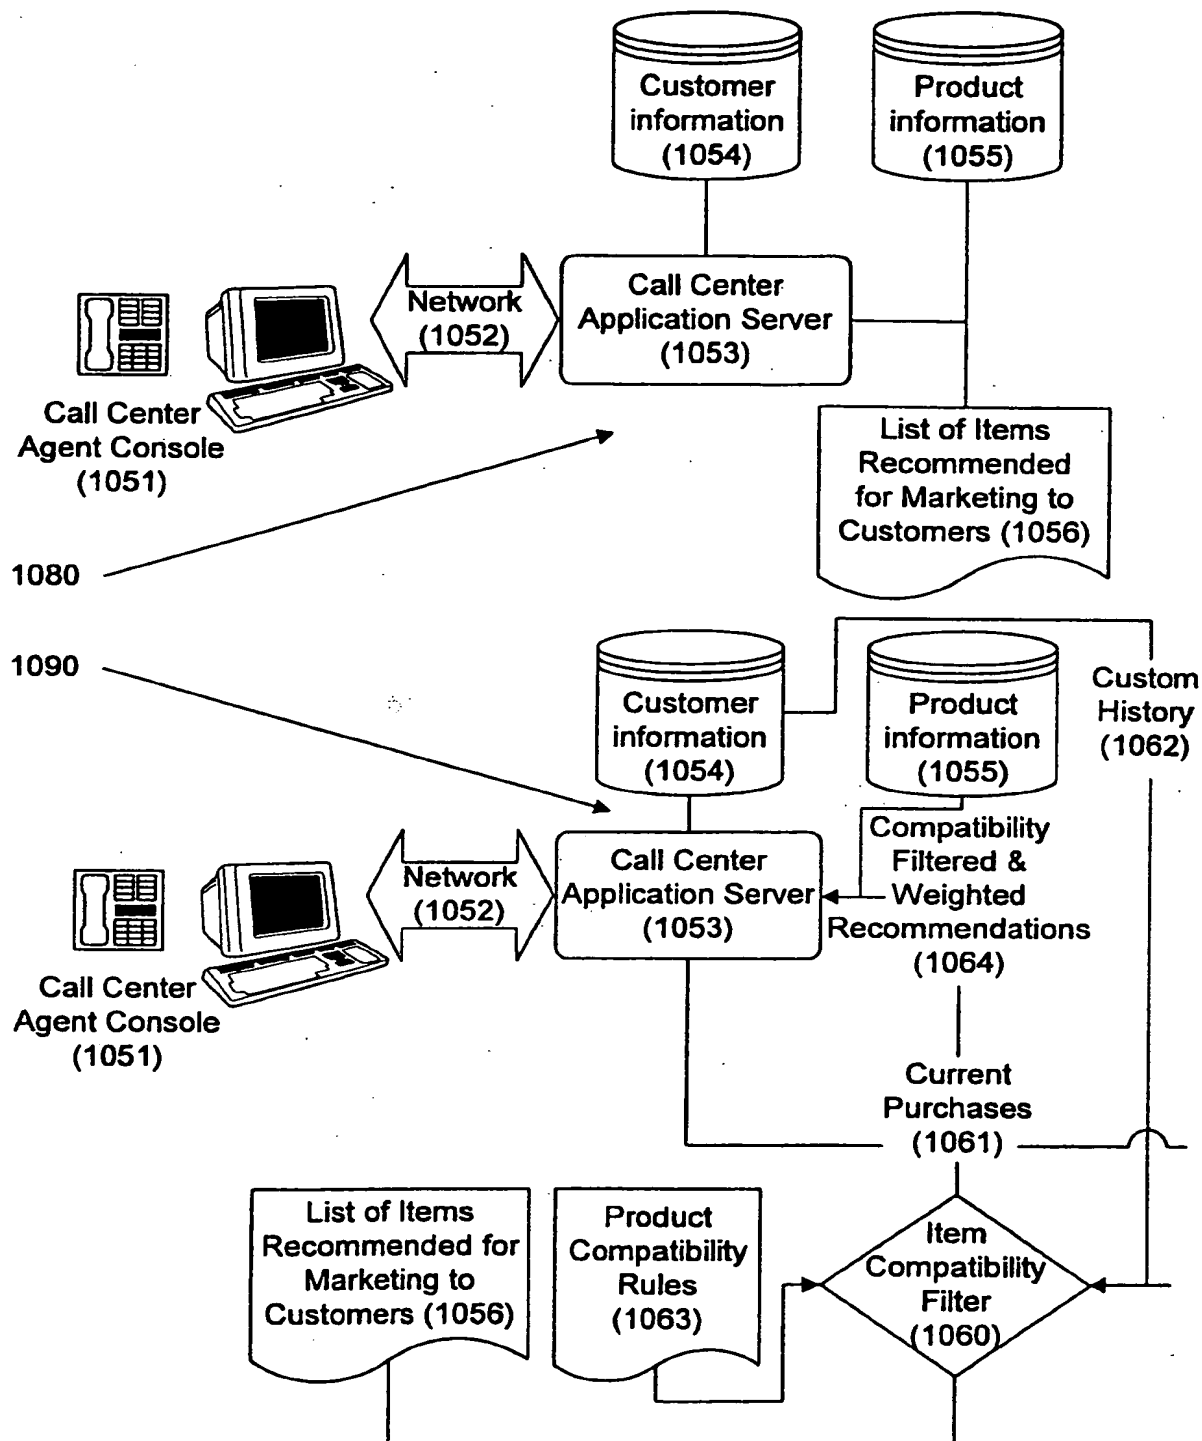 Customer
information
(1054)
Product
information
(1055)
Network
(1052)
Call Center
Application Server
(1053)
Call Center
Agent Console
(1051)
List of Items
Recommended
for Marketing to
Customers (1056)
1080
1090
Customer
information
(1054)
Product
information
(1055)
Custom
History
(1062)
Compatibility
Filtered &
Weighted
Recommendations
(1064)
Network
(1052)
Call Center
Application Server
(1053)
Call Center
Agent Console
(1051)
Current
Purchases
(1061)
List of Items
Recommended for
Marketing to
Customers (1056)
Product
Compatibility
Rules
(1063)
Item
Compatibility
Filter
(1060)